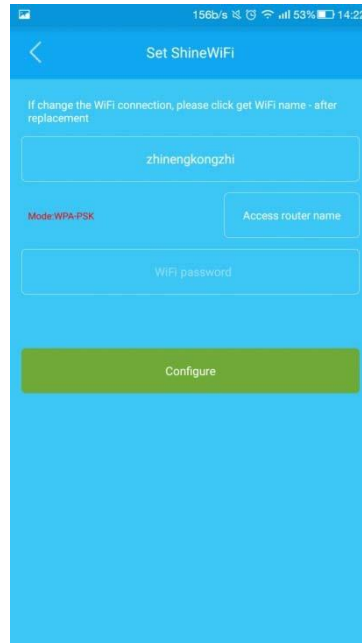 156b/s 53% 14:22
Set ShineWiFi
If change the WiFi connection, please click get WiFi name - after
replacement
zhinengkongzhi
Mode:WPA-PSK
Access router name
WiFi password
Configure